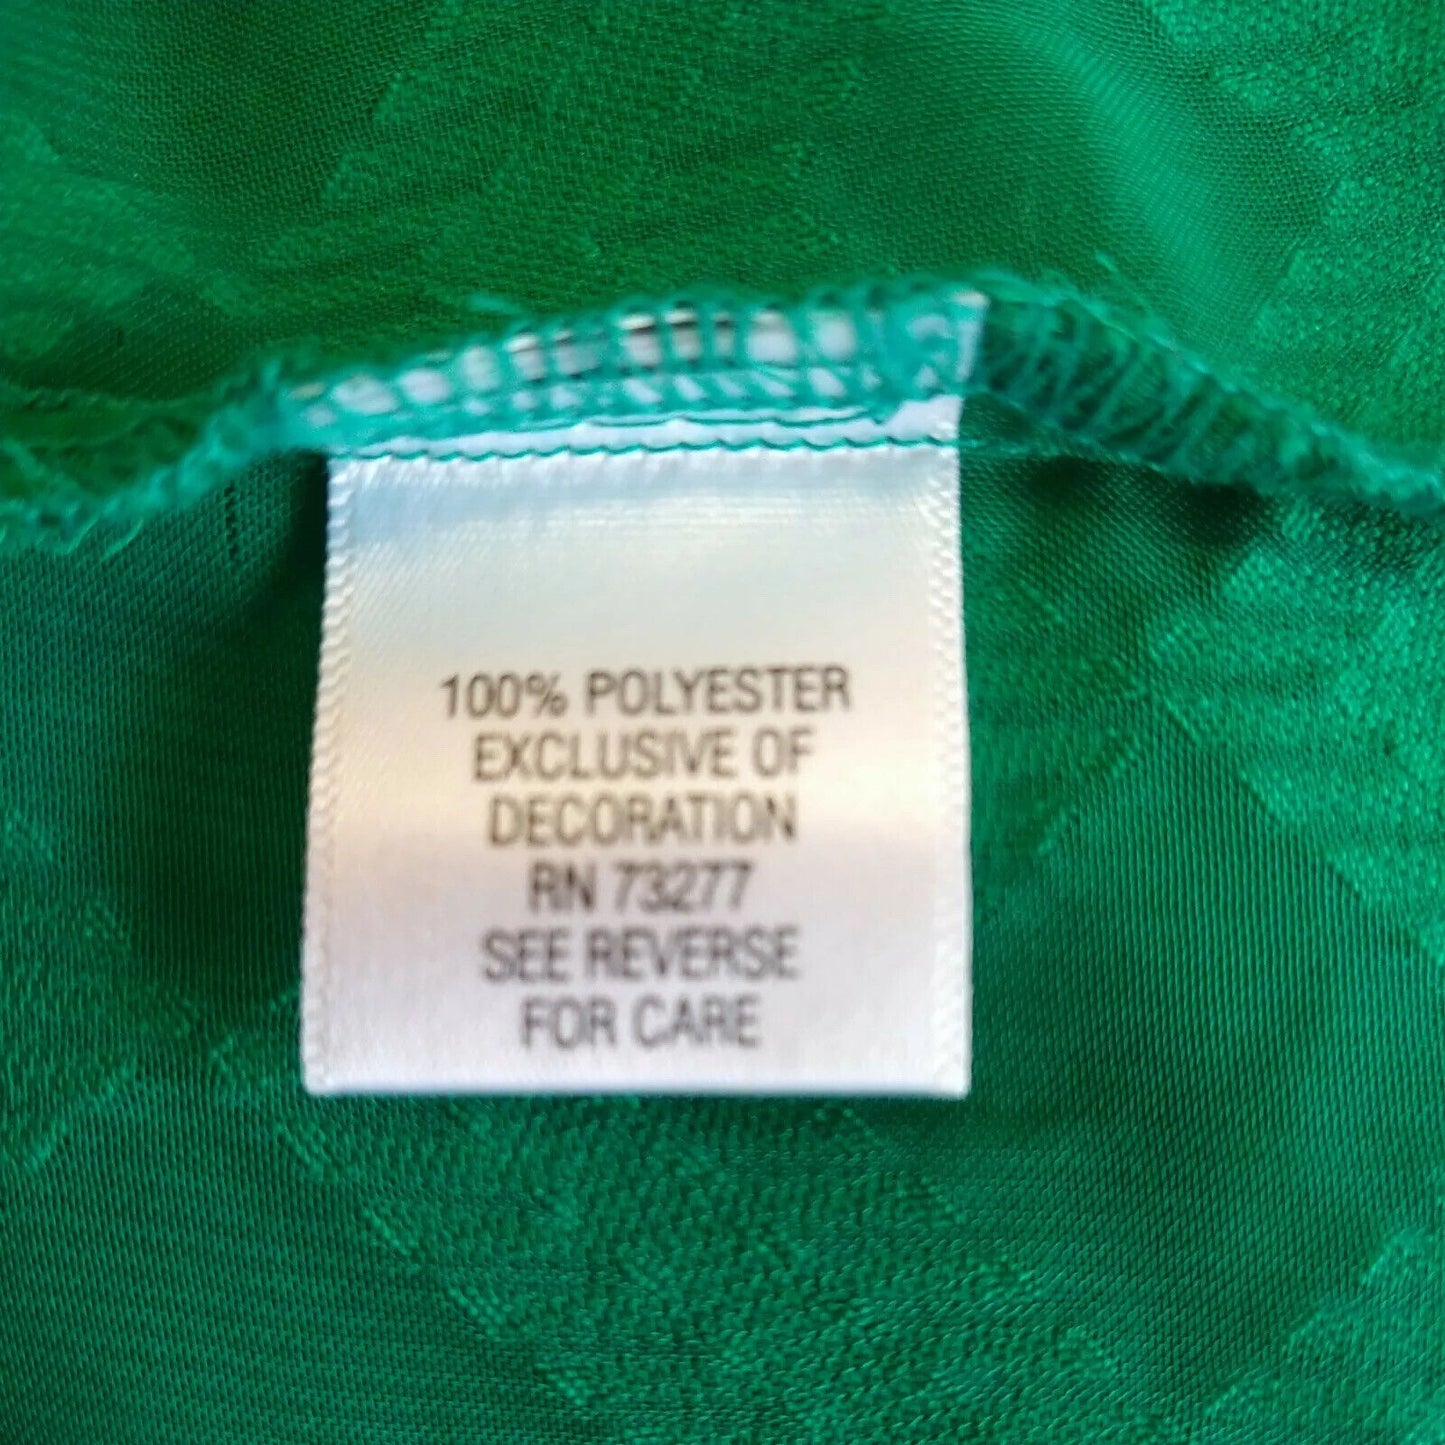 100% POLYESTER
EXCLUSIVE OF
DECORATION
RN 73277
SEE REVERSE
FOR CARE